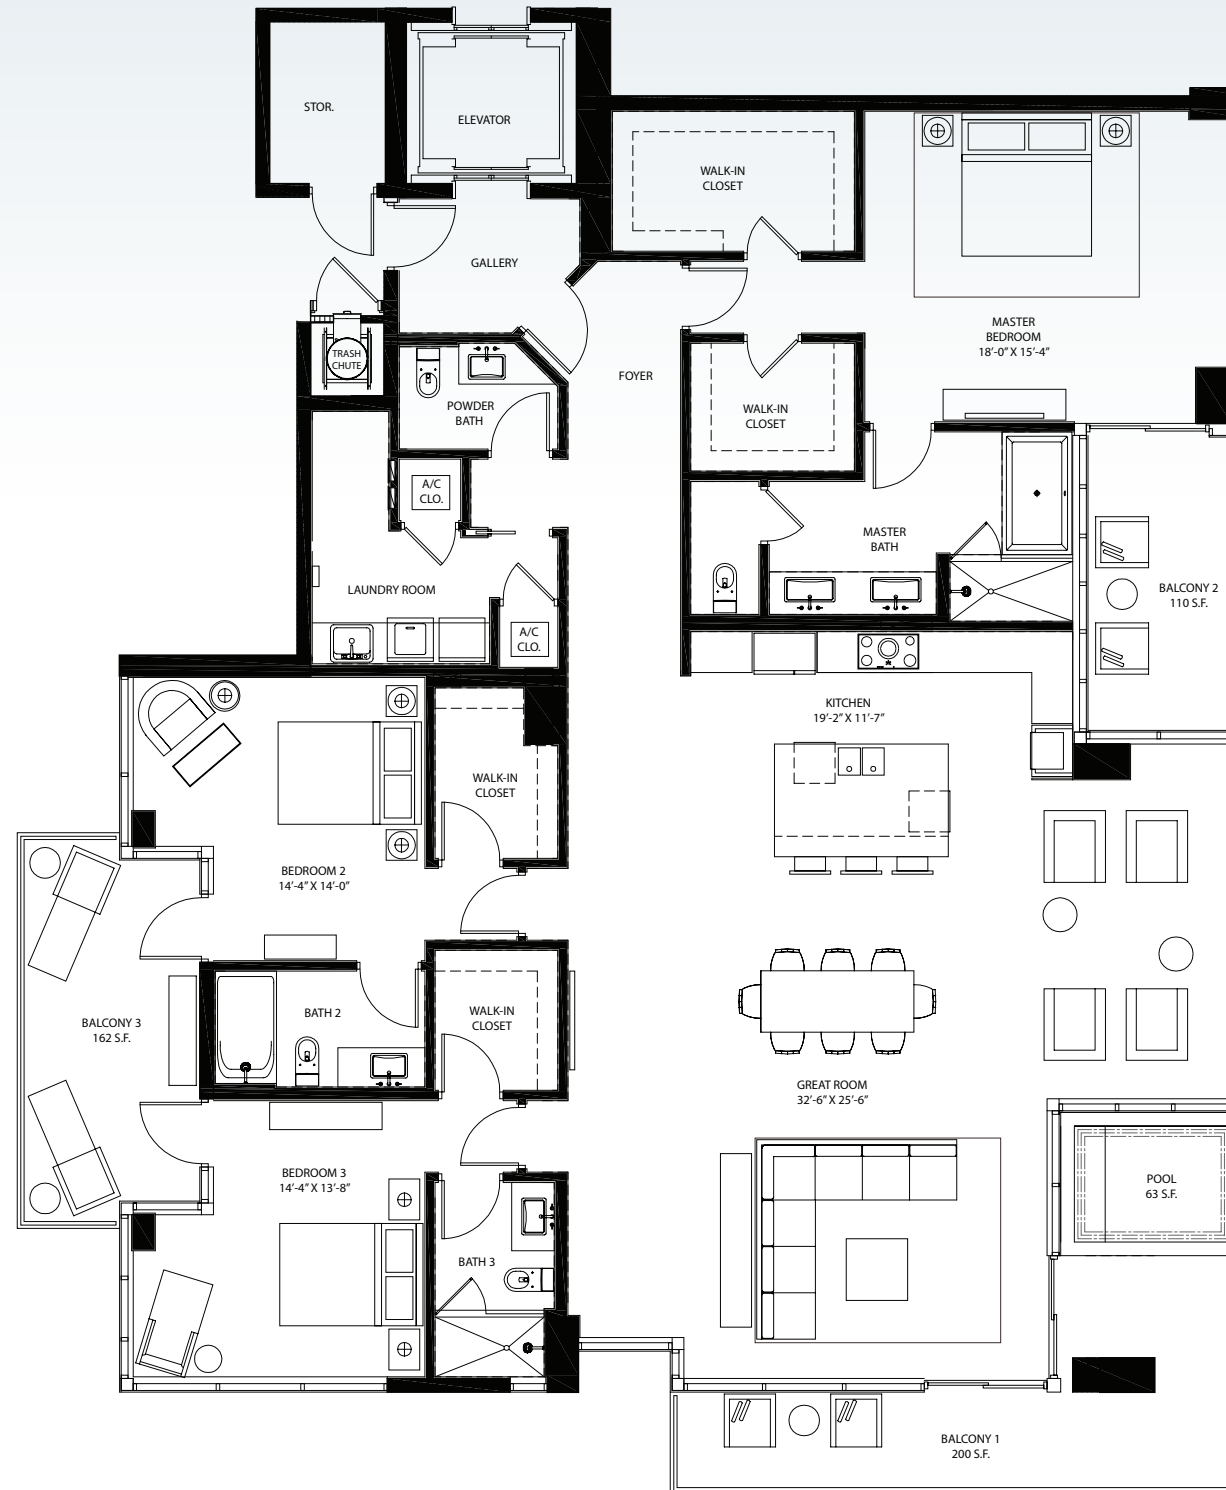 STOR.
ELEVATOR
WALK-IN
CLOSET
GALLERY
MASTER
BEDROOM
18'-0" X 15'-4"
TRASH
CHUTE
FOYER
POWDER
BATH
WALK-IN
CLOSET
A/C
CLO.
MASTER
BATH
LAUNDRY ROOM
BALCONY 2
110 S.F.
A/C
CLO.
KITCHEN
19'-2" X 11'-7"
WALK-IN
CLOSET
BEDROOM 2
14'-4" X 14'-0"
BALCONY 3
162 S.F.
BATH 2
WALK-IN
CLOSET
GREAT ROOM
32'-6" X 25'-6"
BEDROOM 3
14'-4" X 13'-8"
POOL
63 S.F.
BATH 3
BALCONY 1
200 S.F.